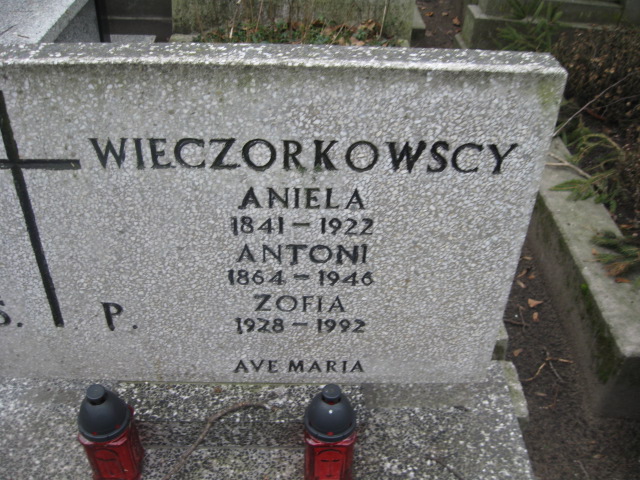 WIECZORKOWSCY
ANIELA
1841 – 1922
ANTONI
1864 – 1946
ZOFIA
1928 – 1992
Ś. P.
AVE MARIA